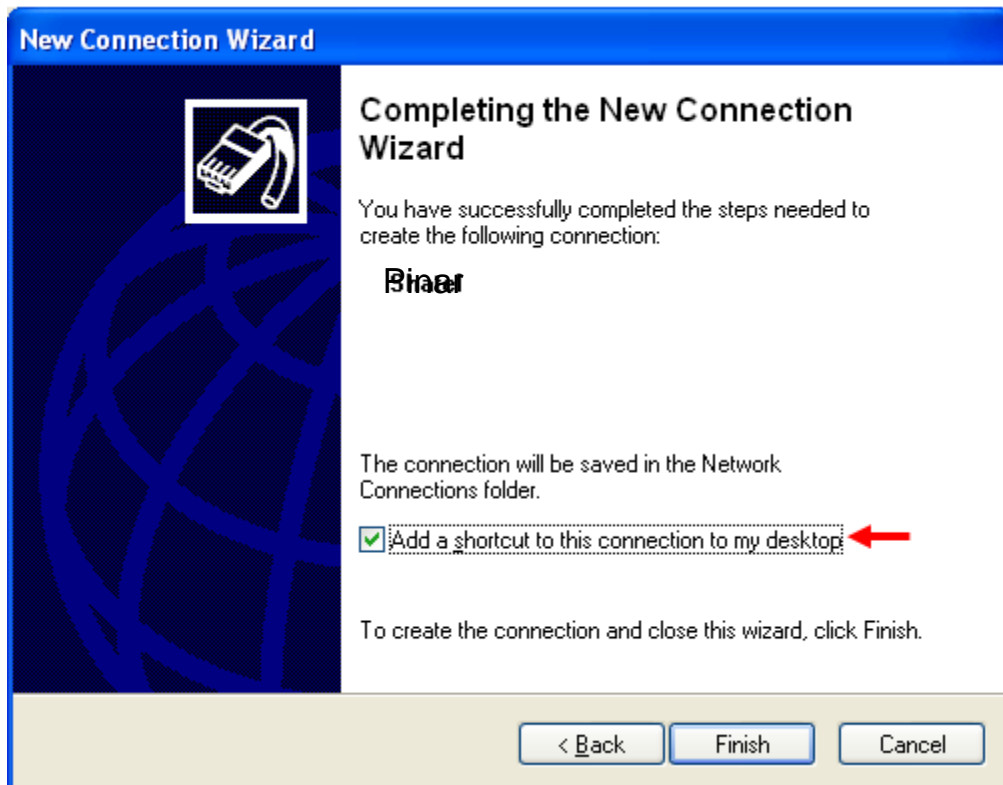 New Connection Wizard
Completing the New Connection
Wizard
You have successfully completed the steps needed to
create the following connection:
Pinar
The connection will be saved in the Network
Connections folder.
Add a shortcut to this connection to my desktop
To create the connection and close this wizard, click Finish.
< Back
Finish
Cancel